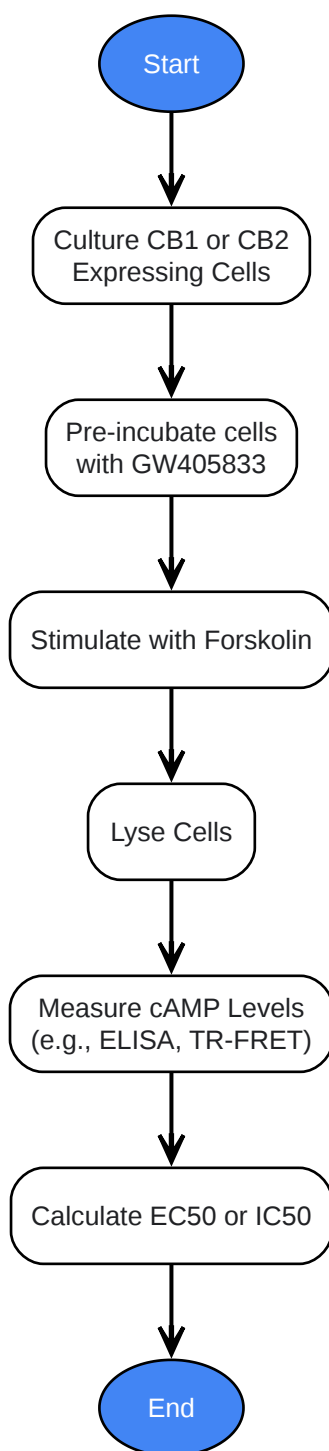 Start
Culture CB1 or CB2
Expressing Cells
Pre-incubate cells
with GW405833
Stimulate with Forskolin
Lyse Cells
Measure cAMP Levels
(e.g., ELISA, TR-FRET)
Calculate EC50 or IC50
End